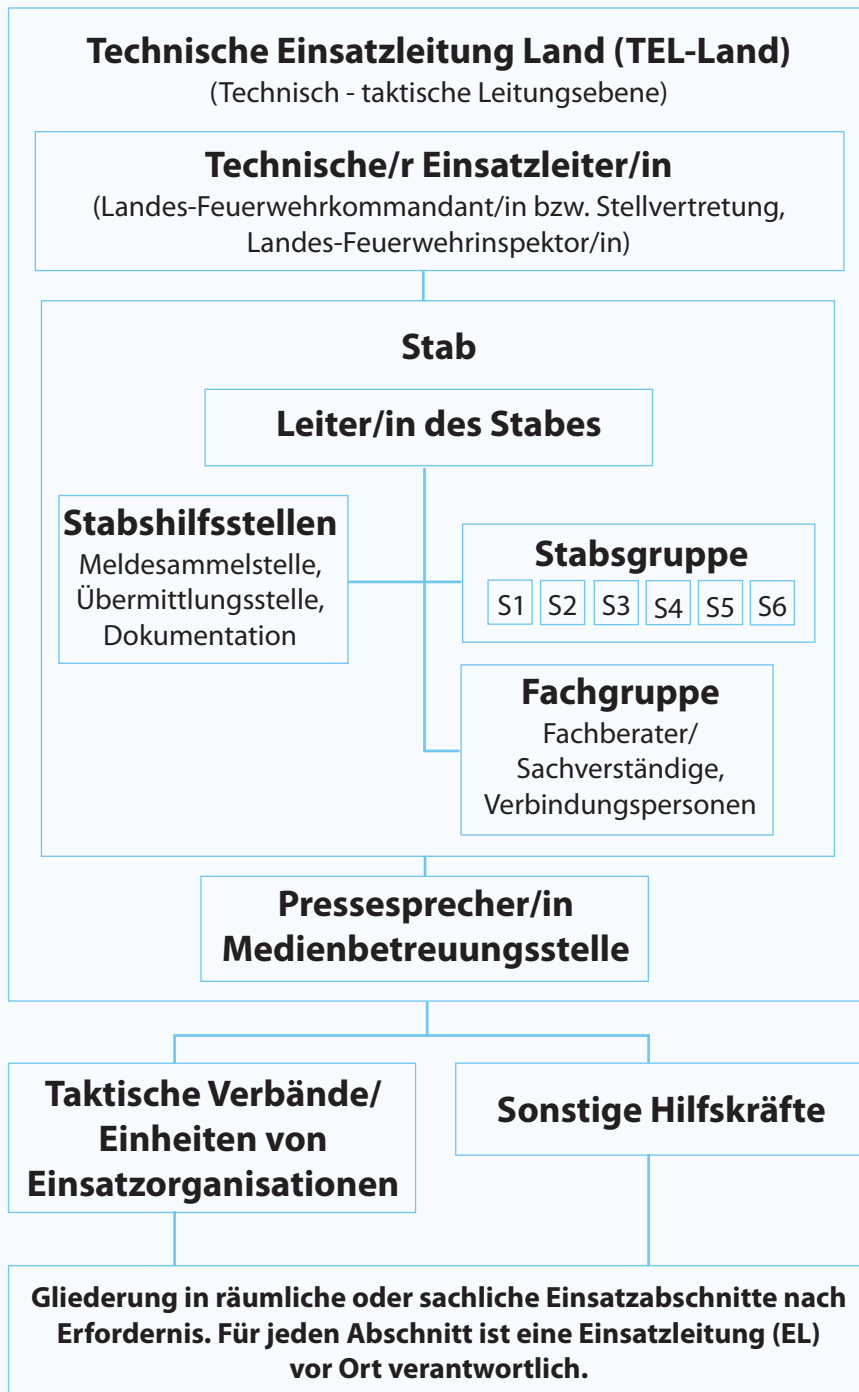 Technische Einsatzleitung Land (TEL-Land)
(Technisch - taktische Leitungsebene)
Technische/r Einsatzleiter/in
(Landes-Feuerwehrkommandant/in bzw. Stellvertretung,
Landes-Feuerwehrinspektor/in)
Stab
Leiter/in des Stabes
Stabshilfsstellen
Meldesammelstelle,
Übermittlungsstelle,
Dokumentation
Stabsgruppe
S1 S2 S3 S4 S5 S6
Fachgruppe
Fachberater/
Sachverständige,
Verbindungspersonen
Pressesprecher/in
Medienbetreuungsstelle
Taktische Verbände/
Einheiten von
Einsatzorganisationen
Sonstige Hilfskräfte
Gliederung in räumliche oder sachliche Einsatzabschnitte nach
Erfordernis. Für jeden Abschnitt ist eine Einsatzleitung (EL)
vor Ort verantwortlich.